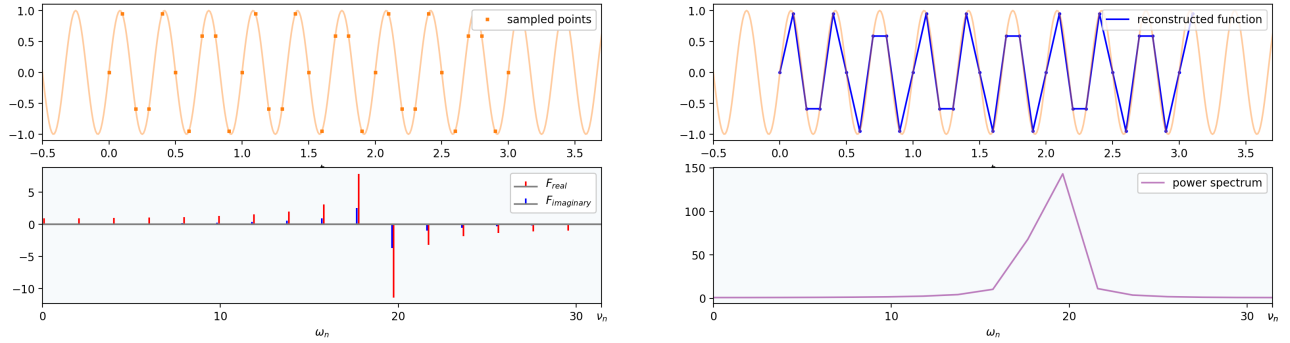 1.0
0.5
0.0
−0.5
−1.0
sampled points
−0.5 0.0 0.5 1.0 1.5 2.0 2.5 3.0 3.5
1.0
0.5
0.0
−0.5
−1.0
reconstructed function
−0.5 0.0 0.5 1.0 1.5 2.0 2.5 3.0 3.5
5
0
−5
−10
F_real
F_imaginary
0 10 20 30 ν_n
ω_n
150
100
50
0
power spectrum
0 10 20 30 ν_n
ω_n